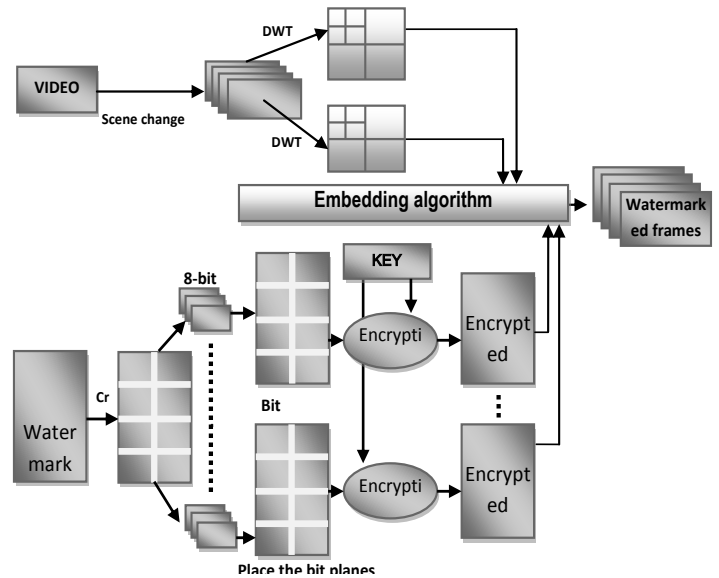 DWT
VIDEO
Scene change
DWT
Embedding algorithm
Watermark
ed frames
KEY
8-bit
Encrypti
Encrypt
ed
Cr
Bit
Water
mark
Encrypti
Encrypt
ed
Place the bit planes